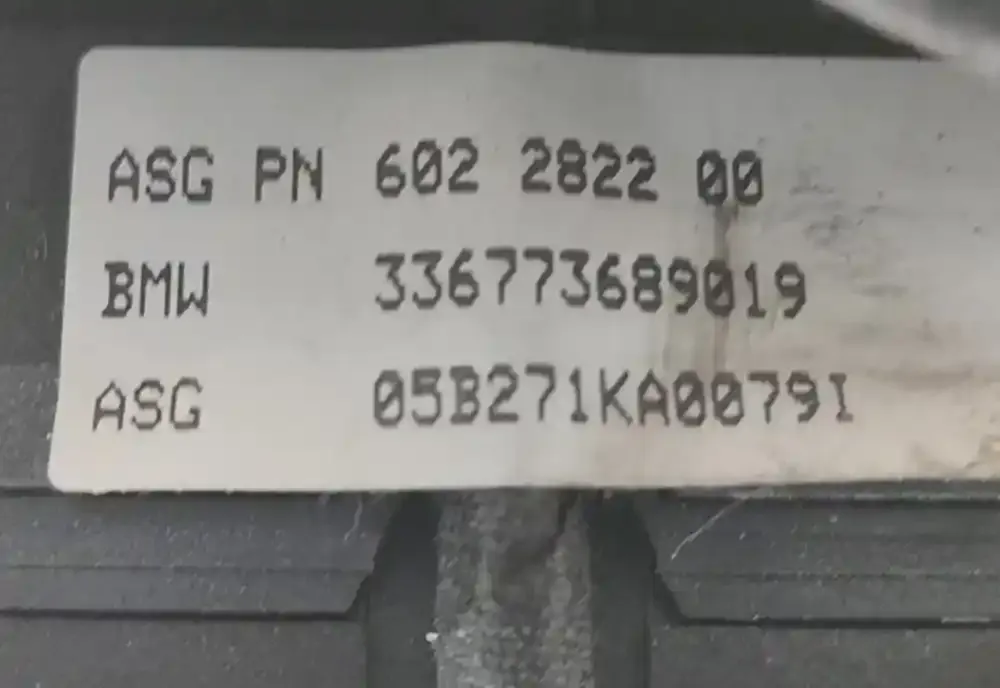 ASG PN 602 2822 00
BMW 336773689019
ASG 05B271KA0079I